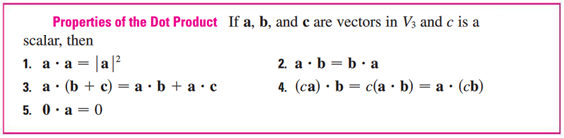 Properties of the Dot Product If a, b, and c are vectors in V₃ and c is a
scalar, then
1. a · a = |a|² 2. a · b = b · a
3. a · (b + c) = a · b + a · c 4. (ca) · b = c(a · b) = a · (cb)
5. 0 · a = 0